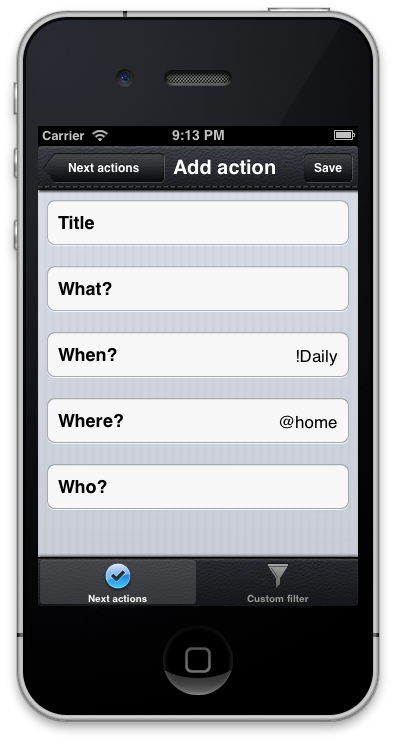 Carrier 9:13 PM
Next actions Add action Save
Title
What?
When? !Daily
Where? @home
Who?
Next actions Custom filter